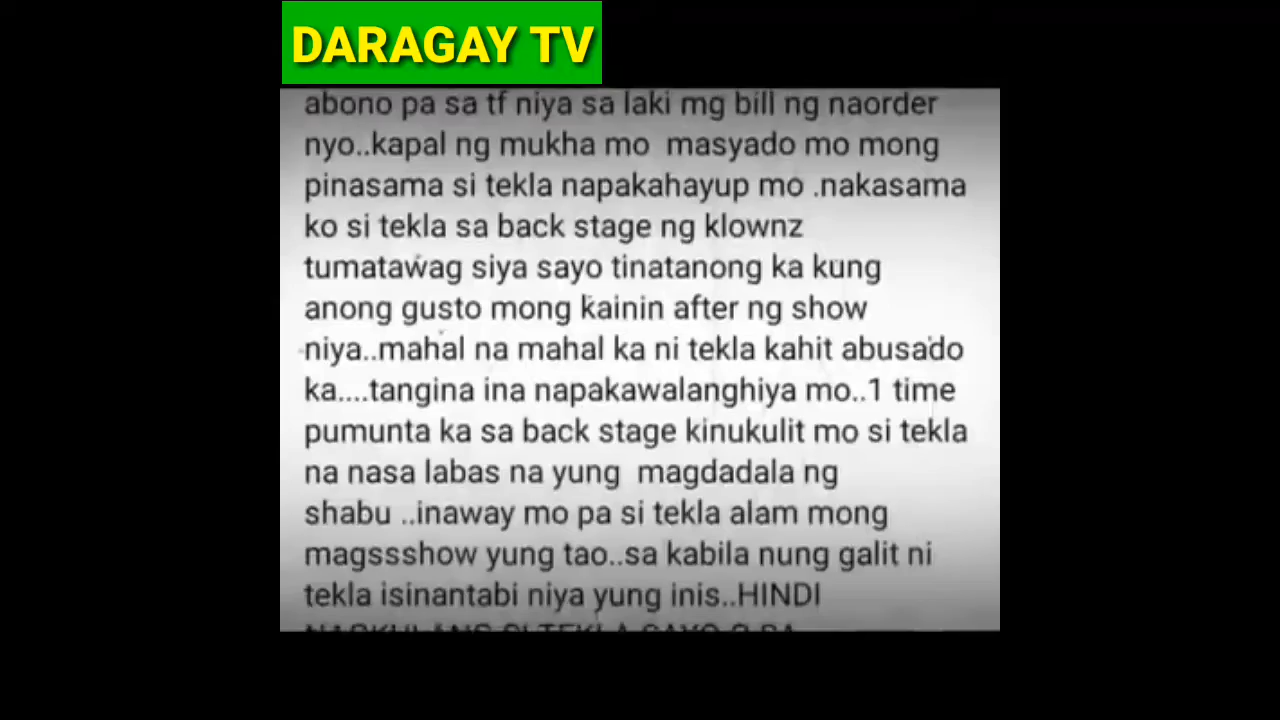 DARAGAY TV
abono pa sa tf niya sa laki mg bill ng naorder
nyo..kapal ng mukha mo  masyado mo mong
pinasama si tekla napakahayup mo .nakasama
ko si tekla sa back stage ng klownz
tumatawag siya sayo tinatanong ka kung
anong gusto mong kainin after ng show
niya..mahal na mahal ka ni tekla kahit abusado
ka....tangina ina napakawalanghiya mo..1 time
pumunta ka sa back stage kinukulit mo si tekla
na nasa labas na yung  magdadala ng
shabu ..inaway mo pa si tekla alam mong
magssshow yung tao..sa kabila nung galit ni
tekla isinantabi niya yung inis..HINDI